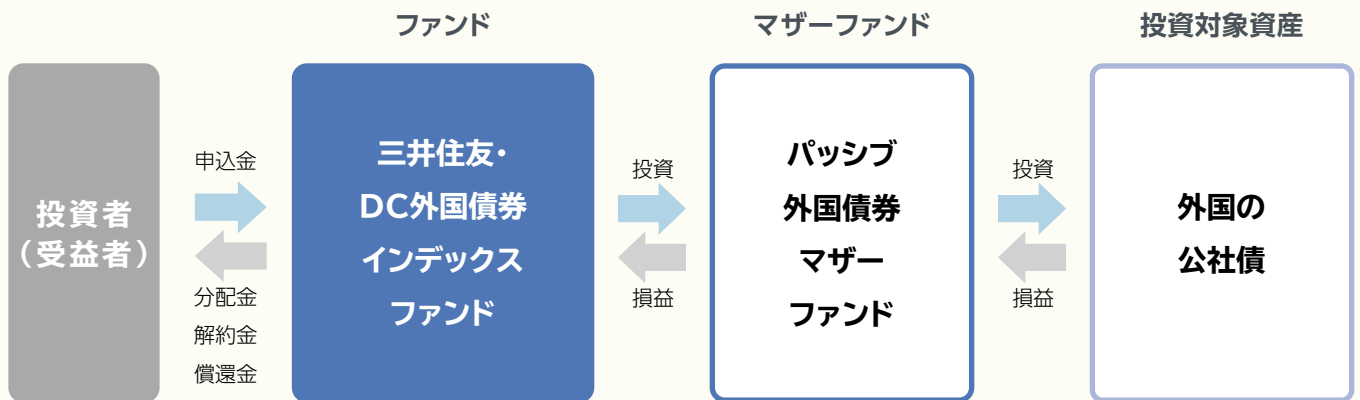 ファンド
マザーファンド
投資対象資産
投資者
（受益者）
申込金
分配金
解約金
償還金
三井住友・
DC外国債券
インデックス
ファンド
投資
損益
パッシブ
外国債券
マザー
ファンド
投資
損益
外国の
公社債